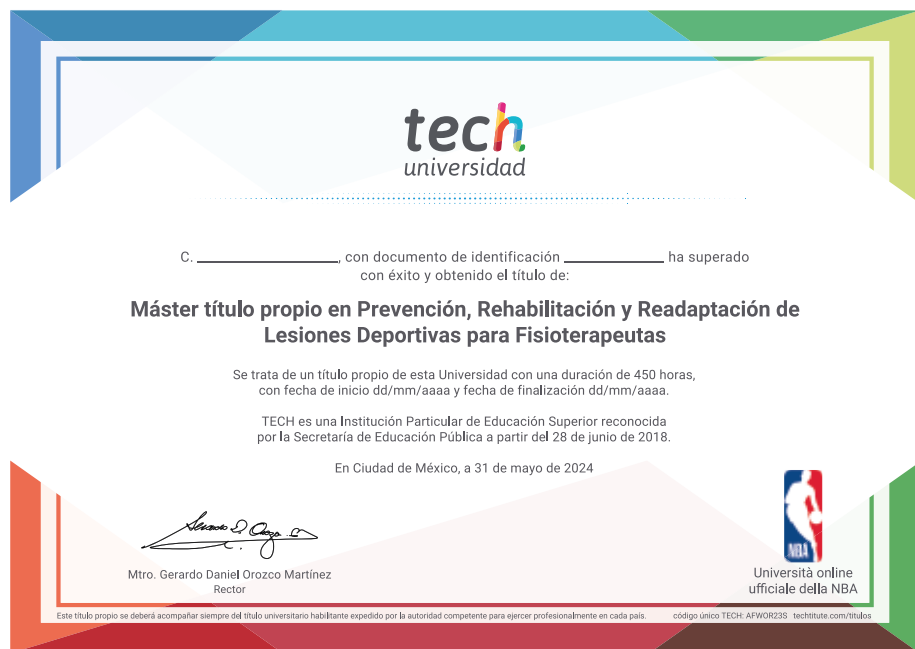 tech
universidad
C. __________________, con documento de identificación _____________ ha superado
con éxito y obtenido el título de:
Máster título propio en Prevención, Rehabilitación y Readaptación de
Lesiones Deportivas para Fisioterapeutas
Se trata de un título propio de esta Universidad con una duración de 450 horas,
con fecha de inicio dd/mm/aaaa y fecha de finalización dd/mm/aaaa.
TECH es una Institución Particular de Educación Superior reconocida
por la Secretaría de Educación Pública a partir del 28 de junio de 2018.
En Ciudad de México, a 31 de mayo de 2024
Mtro. Gerardo Daniel Orozco Martínez
Rector
NBA
Università online
ufficiale della NBA
Este título propio se deberá acompañar siempre del título universitario habilitante expedido por la autoridad competente para ejercer profesionalmente en cada país. código único TECH: AFWOR23S techtitute.com/titulos